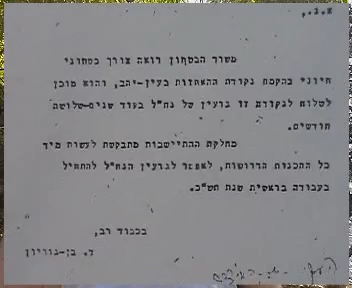 א.נ.,
משרד הבטחון רואה צורך בטחוני
חיוני בהקמת נקודת ההאחזות בעין-יהב, והוא מוכן
לשלוח לנקודה זו גרעין של נח"ל בעוד שנים-שלושה
חודשים.
מחלקת ההתיישבות מתבקשת לעשות מיד
כל ההכנות הדרושות, לאפשר לגרעין הנח"ל להתחיל
בעבודה בראשית שנת תש"כ.
בכבוד רב,
ד. בן-גוריון